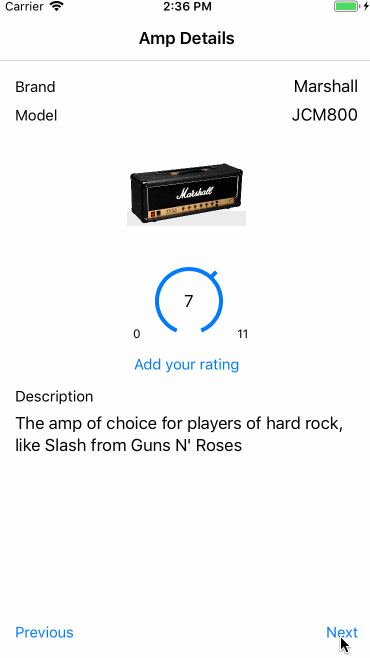 Carrier 2:36 PM
Amp Details
Brand Marshall
Model JCM800
Marshall
7
0 11
Add your rating
Description
The amp of choice for players of hard rock,
like Slash from Guns N' Roses
Previous Next